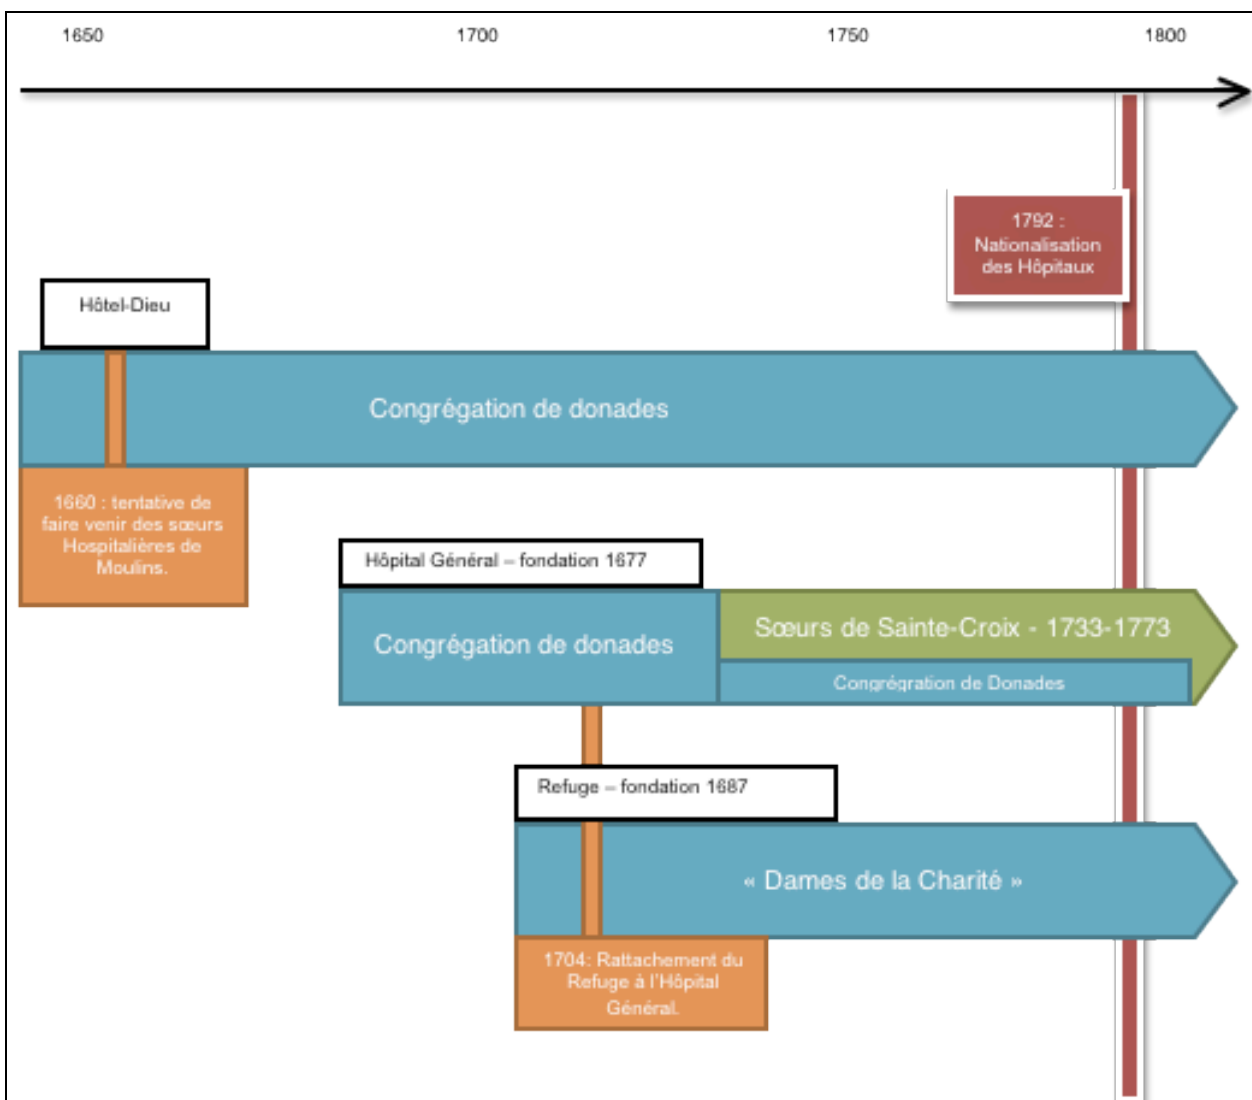 1650 1700 1750 1800
1792 :
Nationalisation
des Hôpitaux
Hôtel-Dieu
Congrégation de donades
1660 : tentative de
faire venir des sœurs
Hospitalières de
Moulins.
Hôpital Général – fondation 1677
Congrégation de donades
Sœurs de Sainte-Croix - 1733-1773
Congrégration de Donades
Refuge – fondation 1687
« Dames de la Charité »
1704: Rattachement du
Refuge à l'Hôpital
Général.